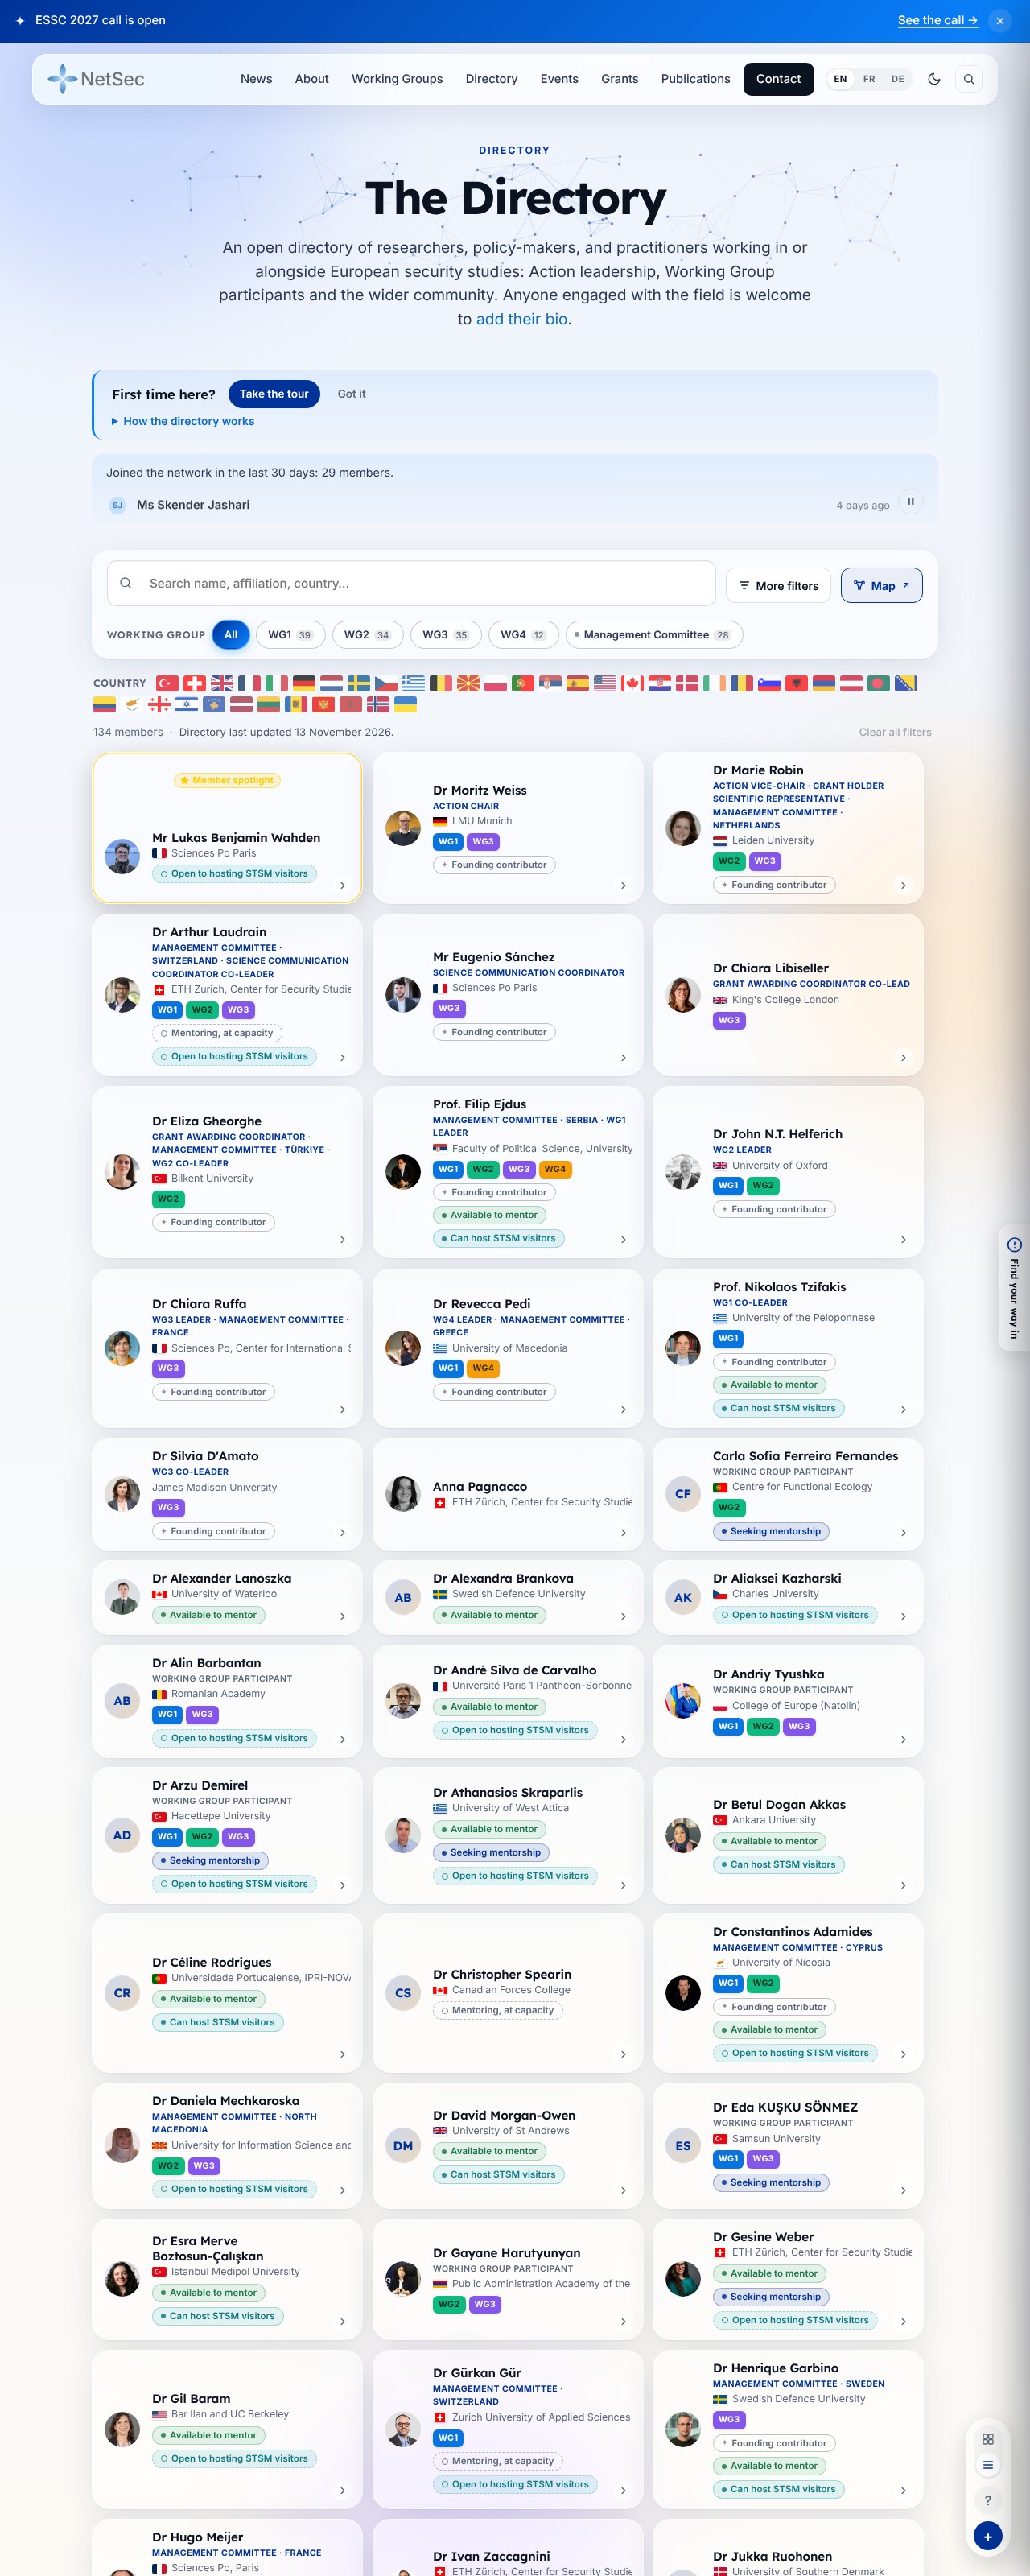 ESSC 2027 call is open
See the call →
NetSec
News About Working Groups Directory Events Grants Publications Contact EN FR DE
DIRECTORY
The Directory
An open directory of researchers, policy-makers, and practitioners working in or
alongside European security studies: Action leadership, Working Group
participants and the wider community. Anyone engaged with the field is welcome
to add their bio.
First time here? Take the tour Got it
How the directory works
Joined the network in the last 30 days: 29 members.
SJ Ms Skender Jashari 4 days ago
Search name, affiliation, country...
More filters
Map ↗
WORKING GROUP All WG1 39 WG2 34 WG3 35 WG4 12 Management Committee 28
COUNTRY
134 members · Directory last updated 13 November 2026.
Clear all filters
Member spotlight
Mr Lukas Benjamin Wahden
Sciences Po Paris
Open to hosting STSM visitors
Dr Moritz Weiss
ACTION CHAIR
LMU Munich
WG1 WG3
Founding contributor
Dr Marie Robin
ACTION VICE-CHAIR · GRANT HOLDER
SCIENTIFIC REPRESENTATIVE ·
MANAGEMENT COMMITTEE ·
NETHERLANDS
Leiden University
WG2 WG3
Founding contributor
Dr Arthur Laudrain
MANAGEMENT COMMITTEE ·
SWITZERLAND · SCIENCE COMMUNICATION
COORDINATOR CO-LEADER
ETH Zurich, Center for Security Studie
WG1 WG2 WG3
Mentoring, at capacity
Open to hosting STSM visitors
Mr Eugenio Sánchez
SCIENCE COMMUNICATION COORDINATOR
Sciences Po Paris
WG3
Founding contributor
Dr Chiara Libiseller
GRANT AWARDING COORDINATOR CO-LEAD
King's College London
WG3
Dr Eliza Gheorghe
GRANT AWARDING COORDINATOR ·
MANAGEMENT COMMITTEE · TÜRKIYE ·
WG2 CO-LEADER
Bilkent University
WG2
Founding contributor
Prof. Filip Ejdus
MANAGEMENT COMMITTEE · SERBIA · WG1
LEADER
Faculty of Political Science, University
WG1 WG2 WG3 WG4
Founding contributor
Available to mentor
Can host STSM visitors
Dr John N.T. Helferich
WG2 LEADER
University of Oxford
WG1 WG2
Founding contributor
Dr Chiara Ruffa
WG3 LEADER · MANAGEMENT COMMITTEE ·
FRANCE
Sciences Po, Center for International S
WG3
Founding contributor
Dr Revecca Pedi
WG4 LEADER · MANAGEMENT COMMITTEE ·
GREECE
University of Macedonia
WG1 WG4
Founding contributor
Prof. Nikolaos Tzifakis
WG1 CO-LEADER
University of the Peloponnese
WG1
Founding contributor
Available to mentor
Can host STSM visitors
Find your way in
Dr Silvia D'Amato
WG3 CO-LEADER
James Madison University
WG3
Founding contributor
Anna Pagnacco
ETH Zürich, Center for Security Studie
CF
Carla Sofia Ferreira Fernandes
WORKING GROUP PARTICIPANT
Centre for Functional Ecology
WG2
Seeking mentorship
Dr Alexander Lanoszka
University of Waterloo
Available to mentor
AB
Dr Alexandra Brankova
Swedish Defence University
Available to mentor
AK
Dr Aliaksei Kazharski
Charles University
Open to hosting STSM visitors
AB
Dr Alin Barbantan
WORKING GROUP PARTICIPANT
Romanian Academy
WG1 WG3
Open to hosting STSM visitors
Dr André Silva de Carvalho
Université Paris 1 Panthéon-Sorbonne
Available to mentor
Open to hosting STSM visitors
Dr Andriy Tyushka
WORKING GROUP PARTICIPANT
College of Europe (Natolin)
WG1 WG2 WG3
AD
Dr Arzu Demirel
WORKING GROUP PARTICIPANT
Hacettepe University
WG1 WG2 WG3
Seeking mentorship
Open to hosting STSM visitors
Dr Athanasios Skraparlis
University of West Attica
Available to mentor
Seeking mentorship
Open to hosting STSM visitors
Dr Betul Dogan Akkas
Ankara University
Available to mentor
Can host STSM visitors
CR
Dr Céline Rodrigues
Universidade Portucalense, IPRI-NOVA
Available to mentor
Can host STSM visitors
CS
Dr Christopher Spearin
Canadian Forces College
Mentoring, at capacity
Dr Constantinos Adamides
MANAGEMENT COMMITTEE · CYPRUS
University of Nicosia
WG1 WG2
Founding contributor
Available to mentor
Open to hosting STSM visitors
Dr Daniela Mechkaroska
MANAGEMENT COMMITTEE · NORTH
MACEDONIA
University for Information Science and
WG2 WG3
Open to hosting STSM visitors
DM
Dr David Morgan-Owen
University of St Andrews
Available to mentor
Can host STSM visitors
ES
Dr Eda KUŞKU SÖNMEZ
WORKING GROUP PARTICIPANT
Samsun University
WG1 WG3
Seeking mentorship
Dr Esra Merve
Boztosun-Çalışkan
Istanbul Medipol University
Available to mentor
Can host STSM visitors
Dr Gayane Harutyunyan
WORKING GROUP PARTICIPANT
Public Administration Academy of the
WG2 WG3
Dr Gesine Weber
ETH Zürich, Center for Security Studie
Available to mentor
Seeking mentorship
Open to hosting STSM visitors
Dr Gil Baram
Bar Ilan and UC Berkeley
Available to mentor
Open to hosting STSM visitors
Dr Gürkan Gür
MANAGEMENT COMMITTEE ·
SWITZERLAND
Zurich University of Applied Sciences
WG1
Mentoring, at capacity
Open to hosting STSM visitors
Dr Henrique Garbino
MANAGEMENT COMMITTEE · SWEDEN
Swedish Defence University
WG3
Founding contributor
Available to mentor
Can host STSM visitors
?
+
Dr Hugo Meijer
MANAGEMENT COMMITTEE · FRANCE
Sciences Po, Paris
Dr Ivan Zaccagnini
ETH Zürich, Center for Security Studie
Dr Jukka Ruohonen
University of Southern Denmark